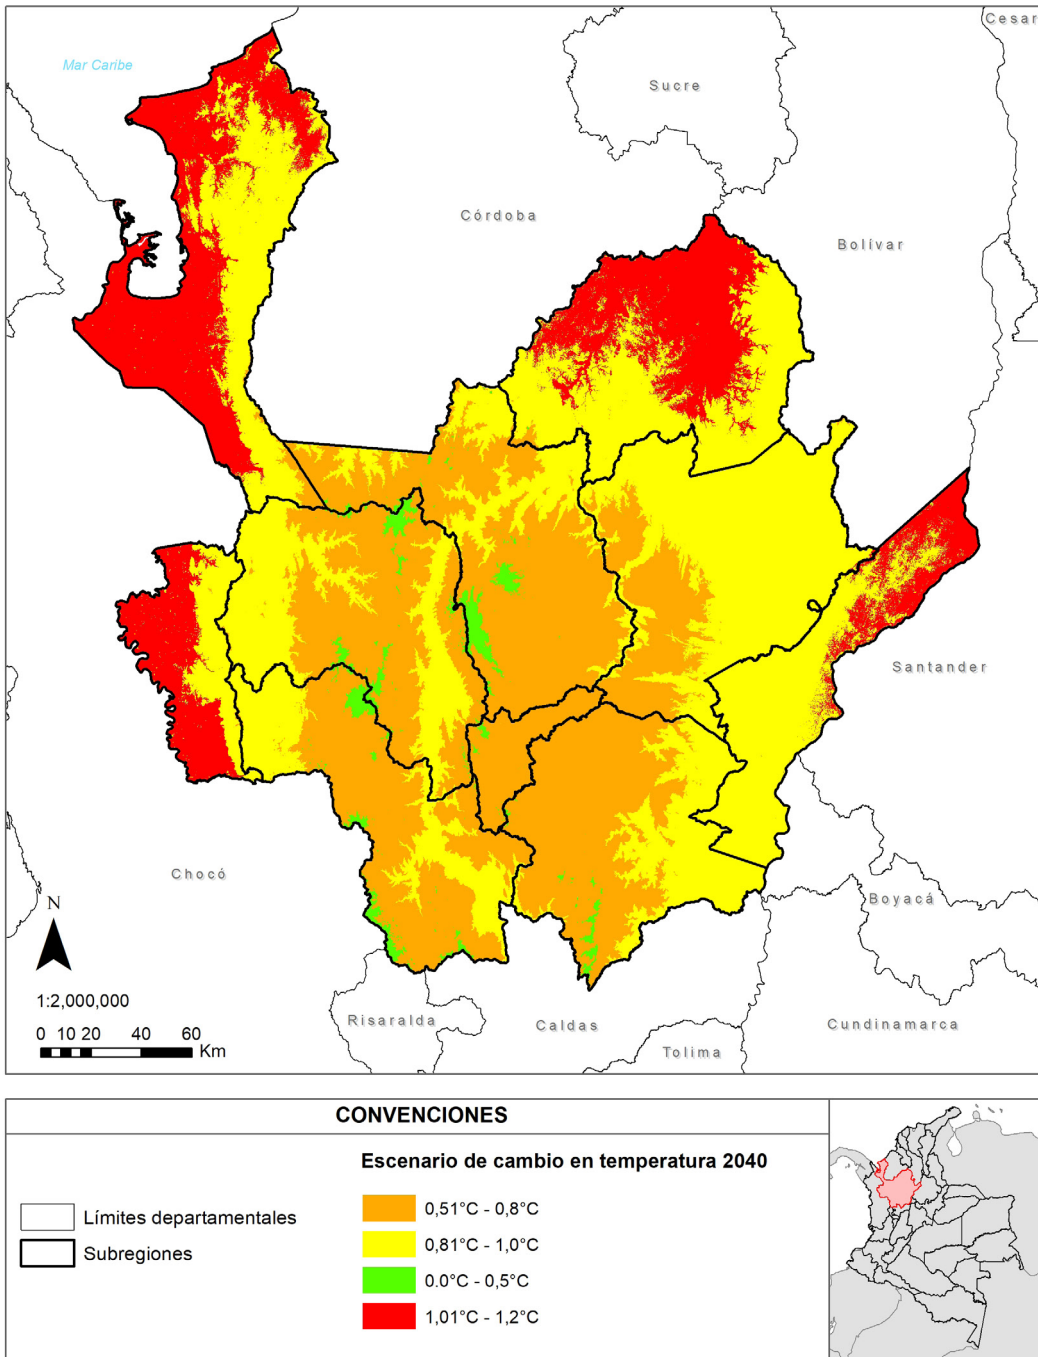 Cesar
Mar Caribe
Sucre
Córdoba
Bolívar
Santander
Chocó
Boyacá
N
1:2,000,000
0 10 20 40 60
Km
Risaralda
Caldas
Cundinamarca
Tolima
CONVENCIONES
Escenario de cambio en temperatura 2040
Límites departamentales
Subregiones
0,51°C - 0,8°C
0,81°C - 1,0°C
0.0°C - 0,5°C
1,01°C - 1,2°C